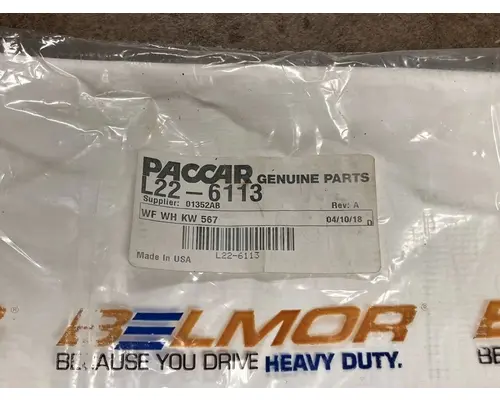 PACCAR GENUINE PARTS
L22-6113
Supplier: 01352AB Rev: A
WF WH KW 567 04/10/18 D
Made In USA L22-6113
BELMOR®
BECAUSE YOU DRIVE HEAVY DUTY.